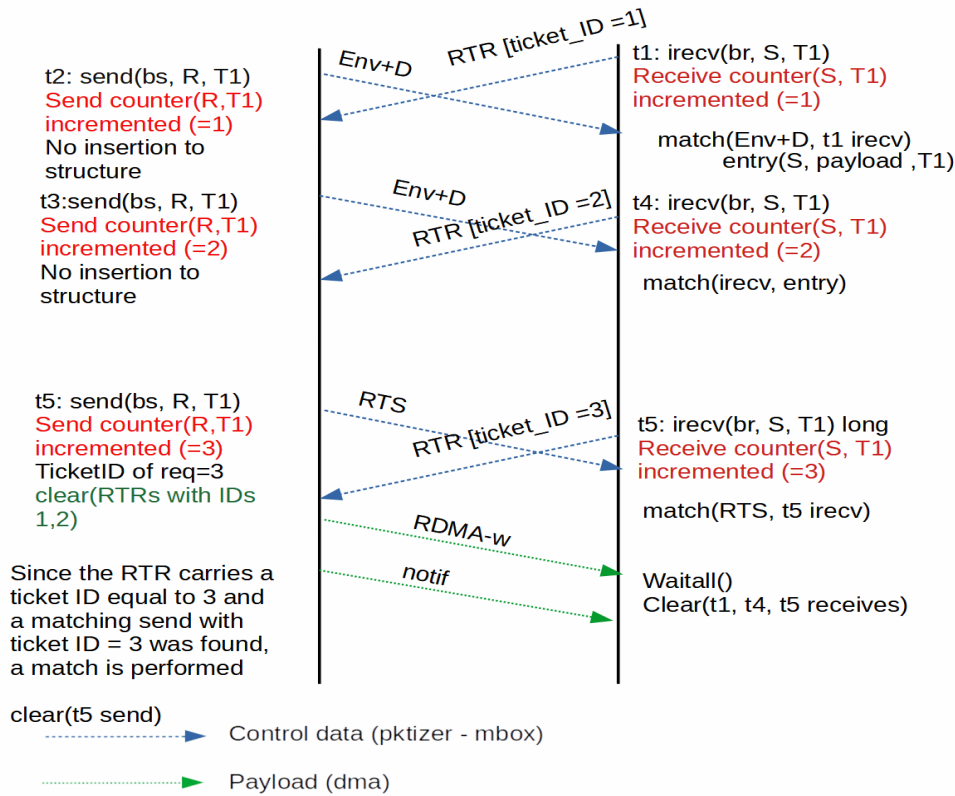 RTR [ticket_ID =1]
Env+D
t1: irecv(br, S, T1)
Receive counter(S, T1)
incremented (=1)
t2: send(bs, R, T1)
Send counter(R,T1)
incremented (=1)
No insertion to
structure
match(Env+D, t1 irecv)
entry(S, payload ,T1)
t3:send(bs, R, T1)
Send counter(R,T1)
incremented (=2)
No insertion to
structure
Env+D
RTR [ticket_ID =2]
t4: irecv(br, S, T1)
Receive counter(S, T1)
incremented (=2)
match(irecv, entry)
t5: send(bs, R, T1)
Send counter(R,T1)
incremented (=3)
TicketID of req=3
clear(RTRs with IDs
1,2)
RTS
RTR [ticket_ID =3]
t5: irecv(br, S, T1) long
Receive counter(S, T1)
incremented (=3)
match(RTS, t5 irecv)
RDMA-w
notif
Waitall()
Clear(t1, t4, t5 receives)
Since the RTR carries a
ticket ID equal to 3 and
a matching send with
ticket ID = 3 was found,
a match is performed
clear(t5 send)
Control data (pktizer - mbox)
Payload (dma)